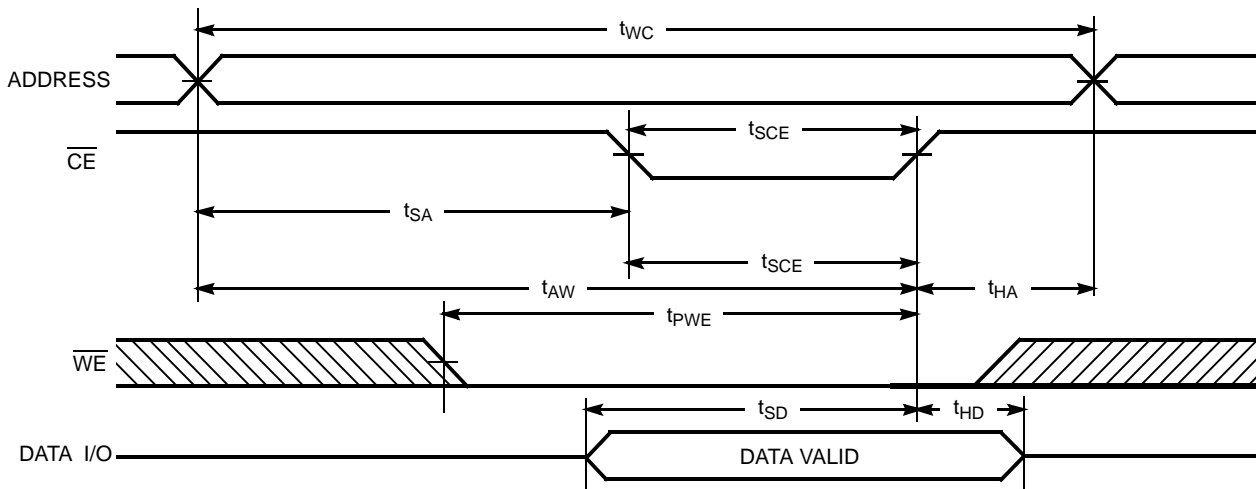 tWC
ADDRESS
tSCE
CE
tSA
tSCE
tAW
tHA
tPWE
WE
tSD
tHD
DATA I/O
DATA VALID